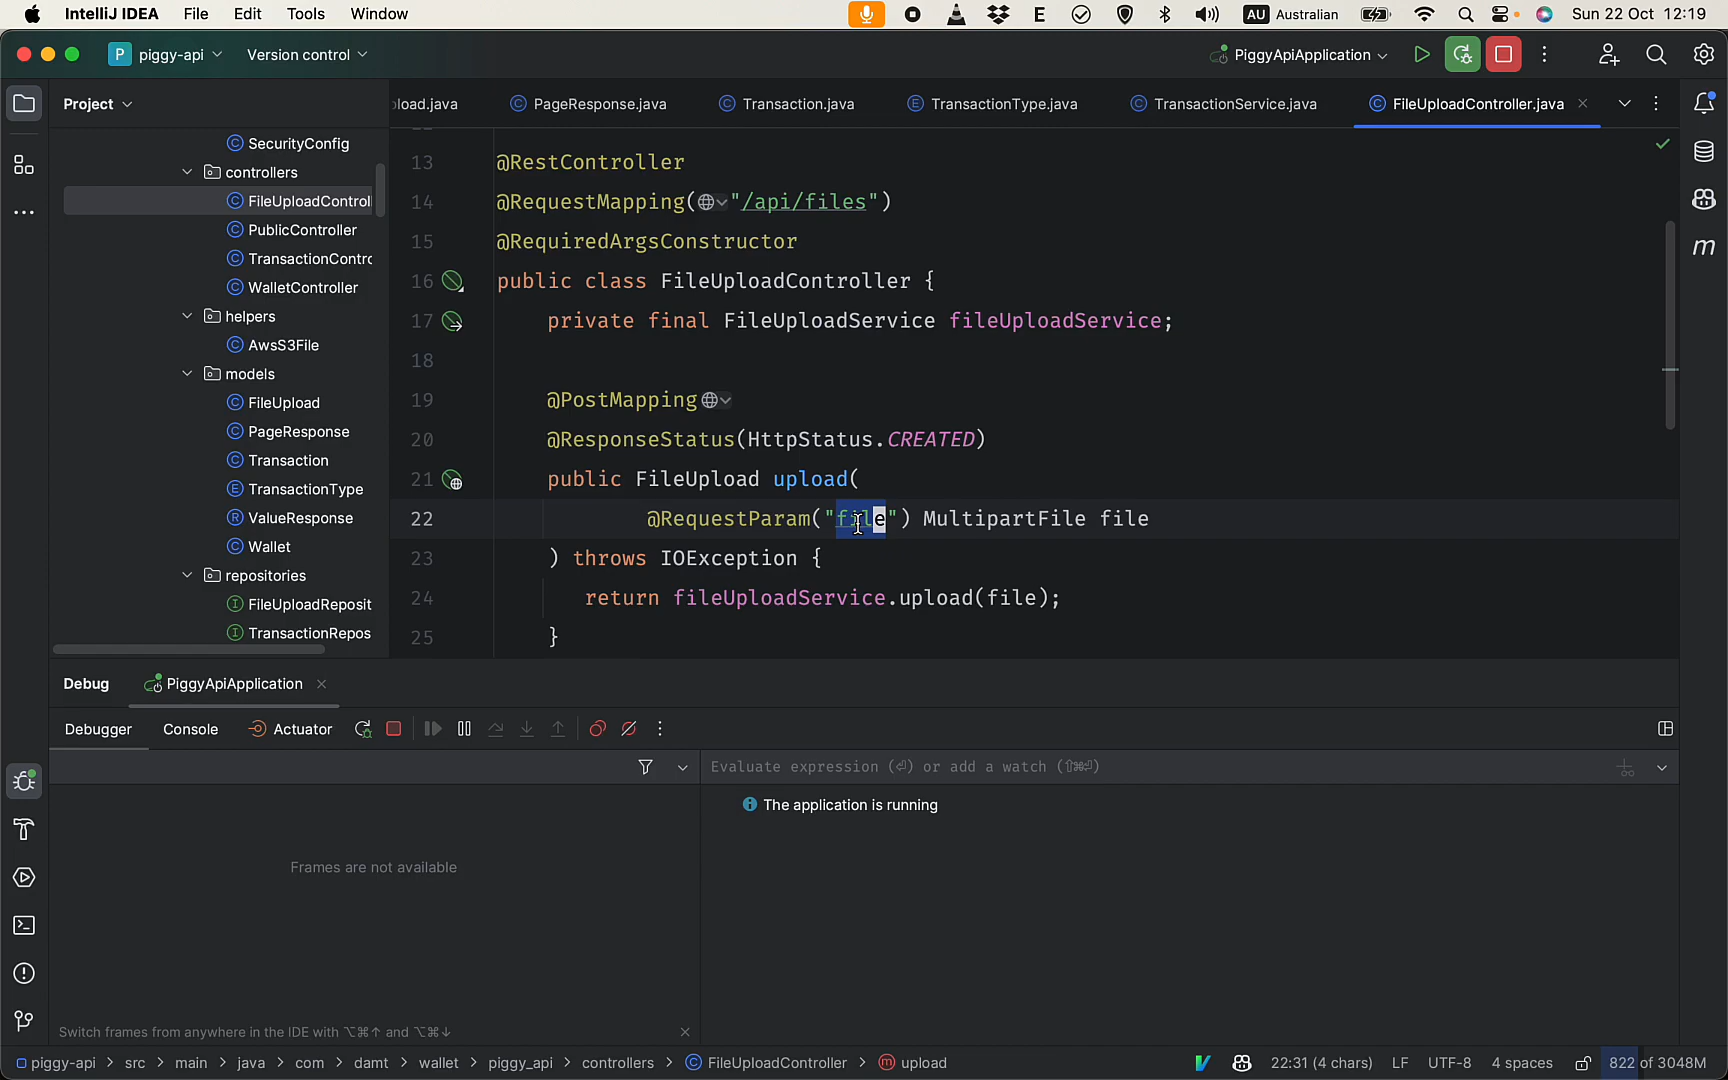 IntelliJ IDEA File Edit Tools Window E AU Australian Sun 22 Oct 12:19
P piggy-api Version control PiggyApiApplication
Project
load.java PageResponse.java Transaction.java TransactionType.java TransactionService.java FileUploadController.java
SecurityConfig
controllers
FileUploadControl
PublicController
TransactionContro
WalletController
helpers
AwsS3File
models
FileUpload
PageResponse
Transaction
TransactionType
ValueResponse
Wallet
repositories
FileUploadReposit
TransactionRepos
13 @RestController
14 @RequestMapping("/api/files")
15 @RequiredArgsConstructor
16 public class FileUploadController {
17 private final FileUploadService fileUploadService;
18
19 @PostMapping
20 @ResponseStatus(HttpStatus.CREATED)
21 public FileUpload upload(
22 @RequestParam("file") MultipartFile file
23 ) throws IOException {
24 return fileUploadService.upload(file);
25 }
m
Debug PiggyApiApplication
Debugger Console Actuator
Evaluate expression (⏎) or add a watch (⇧⌘⏎)
The application is running
Frames are not available
Switch frames from anywhere in the IDE with ⌥⌘↑ and ⌥⌘↓
piggy-api > src > main > java > com > damt > wallet > piggy_api > controllers > FileUploadController > upload 22:31 (4 chars) LF UTF-8 4 spaces 822 of 3048M